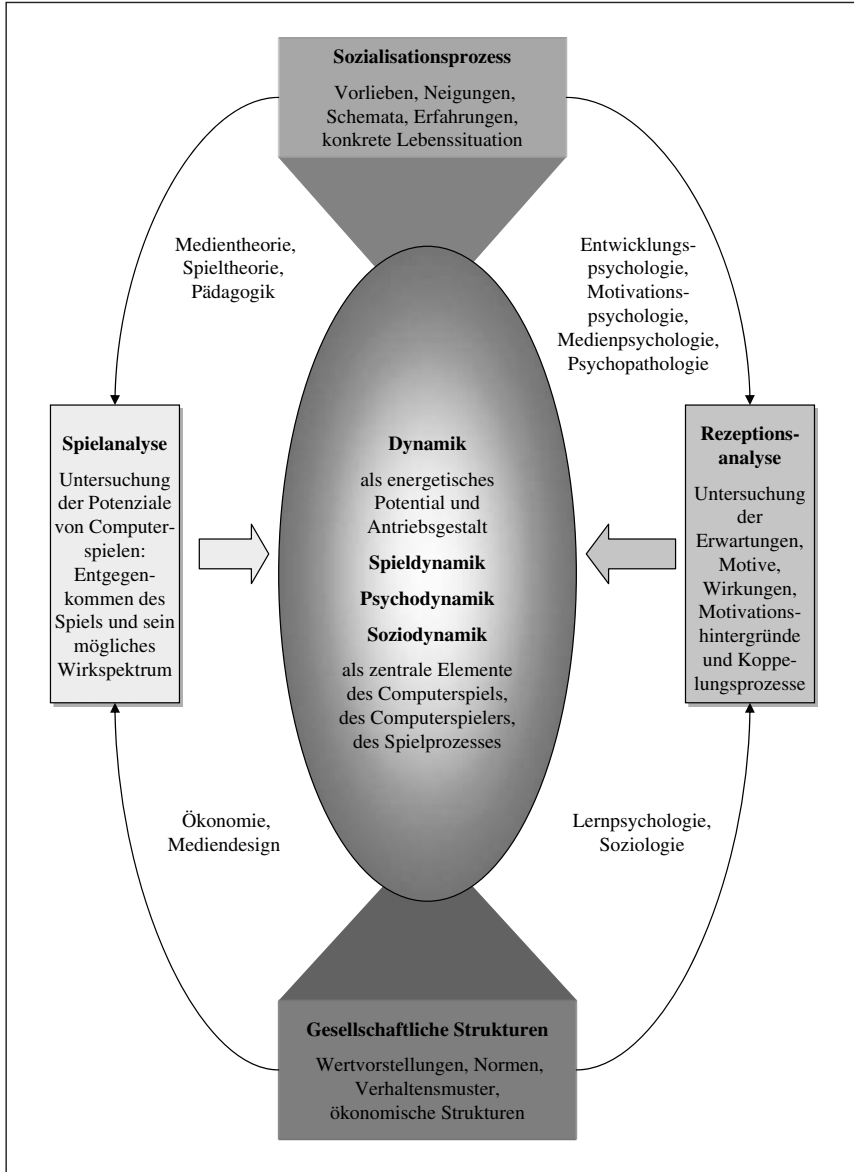 Sozialisationsprozess
Vorlieben, Neigungen,
Schemata, Erfahrungen,
konkrete Lebenssituation
Medientheorie,
Spieltheorie,
Pädagogik
Entwicklungs-
psychologie,
Motivations-
psychologie,
Medienpsychologie,
Psychopathologie
Spielanalyse
Untersuchung
der Potenziale
von Computer-
spielen:
Entgegen-
kommen des
Spiels und sein
mögliches
Wirkspektrum
Dynamik
als energetisches
Potential und
Antriebsgestalt
Spieldynamik
Psychodynamik
Soziodynamik
als zentrale Elemente
des Computerspiels,
des Computerspielers,
des Spielprozesses
Rezeptions-
analyse
Untersuchung
der
Erwartungen,
Motive,
Wirkungen,
Motivations-
hintergründe
und Koppe-
lungsprozesse
Ökonomie,
Mediendesign
Lernpsychologie,
Soziologie
Gesellschaftliche Strukturen
Wertvorstellungen, Normen,
Verhaltensmuster,
ökonomische Strukturen